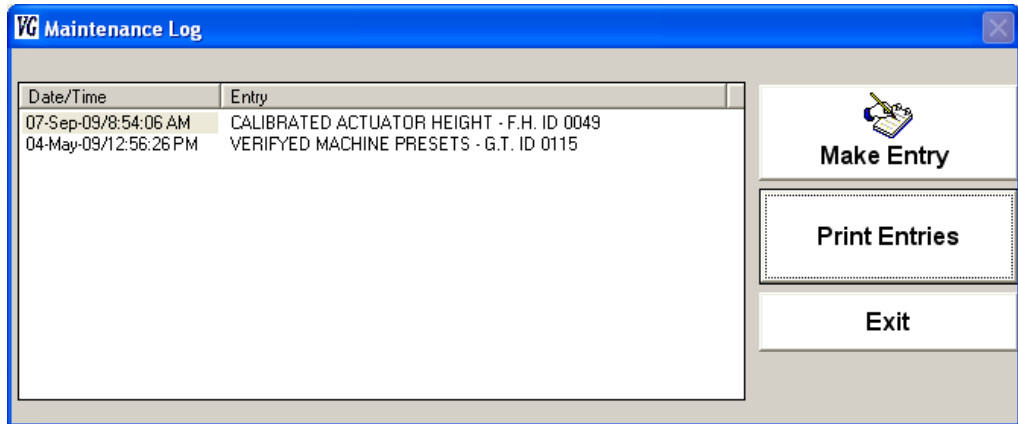 VG Maintenance Log
Date/Time Entry
07-Sep-09/8:54:06 AM CALIBRATED ACTUATOR HEIGHT - F.H. ID 0049
04-May-09/12:56:26 PM VERIFYED MACHINE PRESETS - G.T. ID 0115
Make Entry
Print Entries
Exit